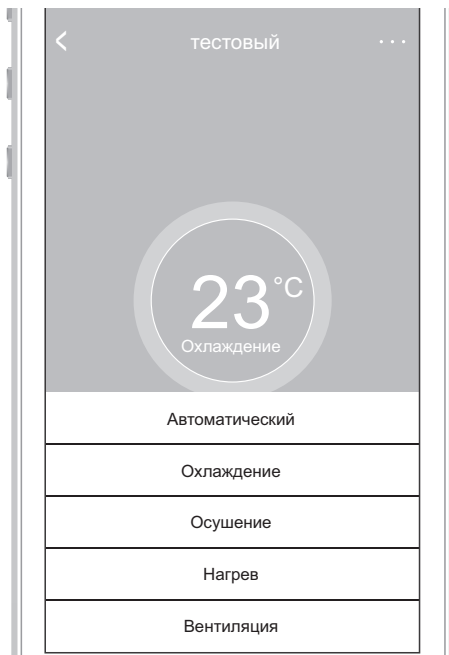 тестовый ...
23°C
Охлаждение
Автоматический
Охлаждение
Осушение
Нагрев
Вентиляция